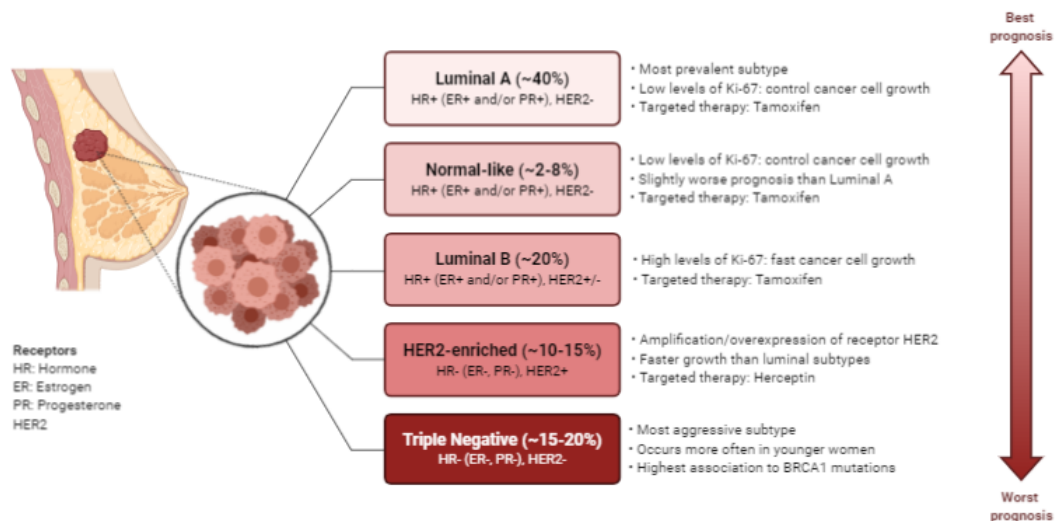 Best
prognosis
Luminal A (~40%)
HR+ (ER+ and/or PR+), HER2-
• Most prevalent subtype
• Low levels of Ki-67: control cancer cell growth
• Targeted therapy: Tamoxifen
Normal-like (~2-8%)
HR+ (ER+ and/or PR+), HER2-
• Low levels of Ki-67: control cancer cell growth
• Slightly worse prognosis than Luminal A
• Targeted therapy: Tamoxifen
Luminal B (~20%)
HR+ (ER+ and/or PR+), HER2+/-
• High levels of Ki-67: fast cancer cell growth
• Targeted therapy: Tamoxifen
HER2-enriched (~10-15%)
HR- (ER-, PR-), HER2+
• Amplification/overexpression of receptor HER2
• Faster growth than luminal subtypes
• Targeted therapy: Herceptin
Triple Negative (~15-20%)
HR- (ER-, PR-), HER2-
• Most aggressive subtype
• Occurs more often in younger women
• Highest association to BRCA1 mutations
Receptors
HR: Hormone
ER: Estrogen
PR: Progesterone
HER2
Worst
prognosis